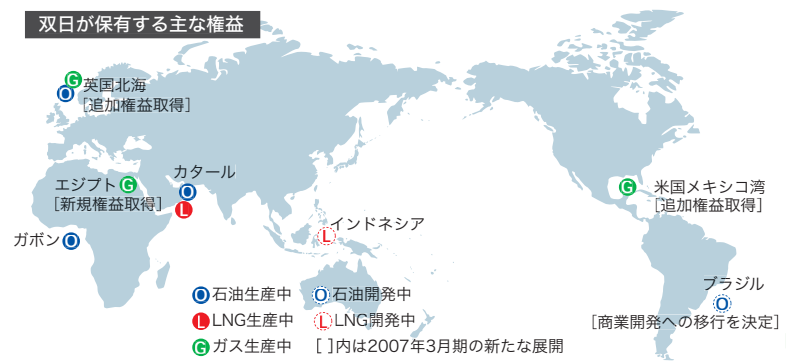 双日が保有する主な権益
G
O
英国北海
[追加権益取得]
カタール
O
L
エジプト G
[新規権益取得]
ガボン O
インドネシア
L
G 米国メキシコ湾
[追加権益取得]
ブラジル
O
[商業開発への移行を決定]
O 石油生産中 O 石油開発中
L LNG生産中 L LNG開発中
G ガス生産中 [ ]内は2007年3月期の新たな展開